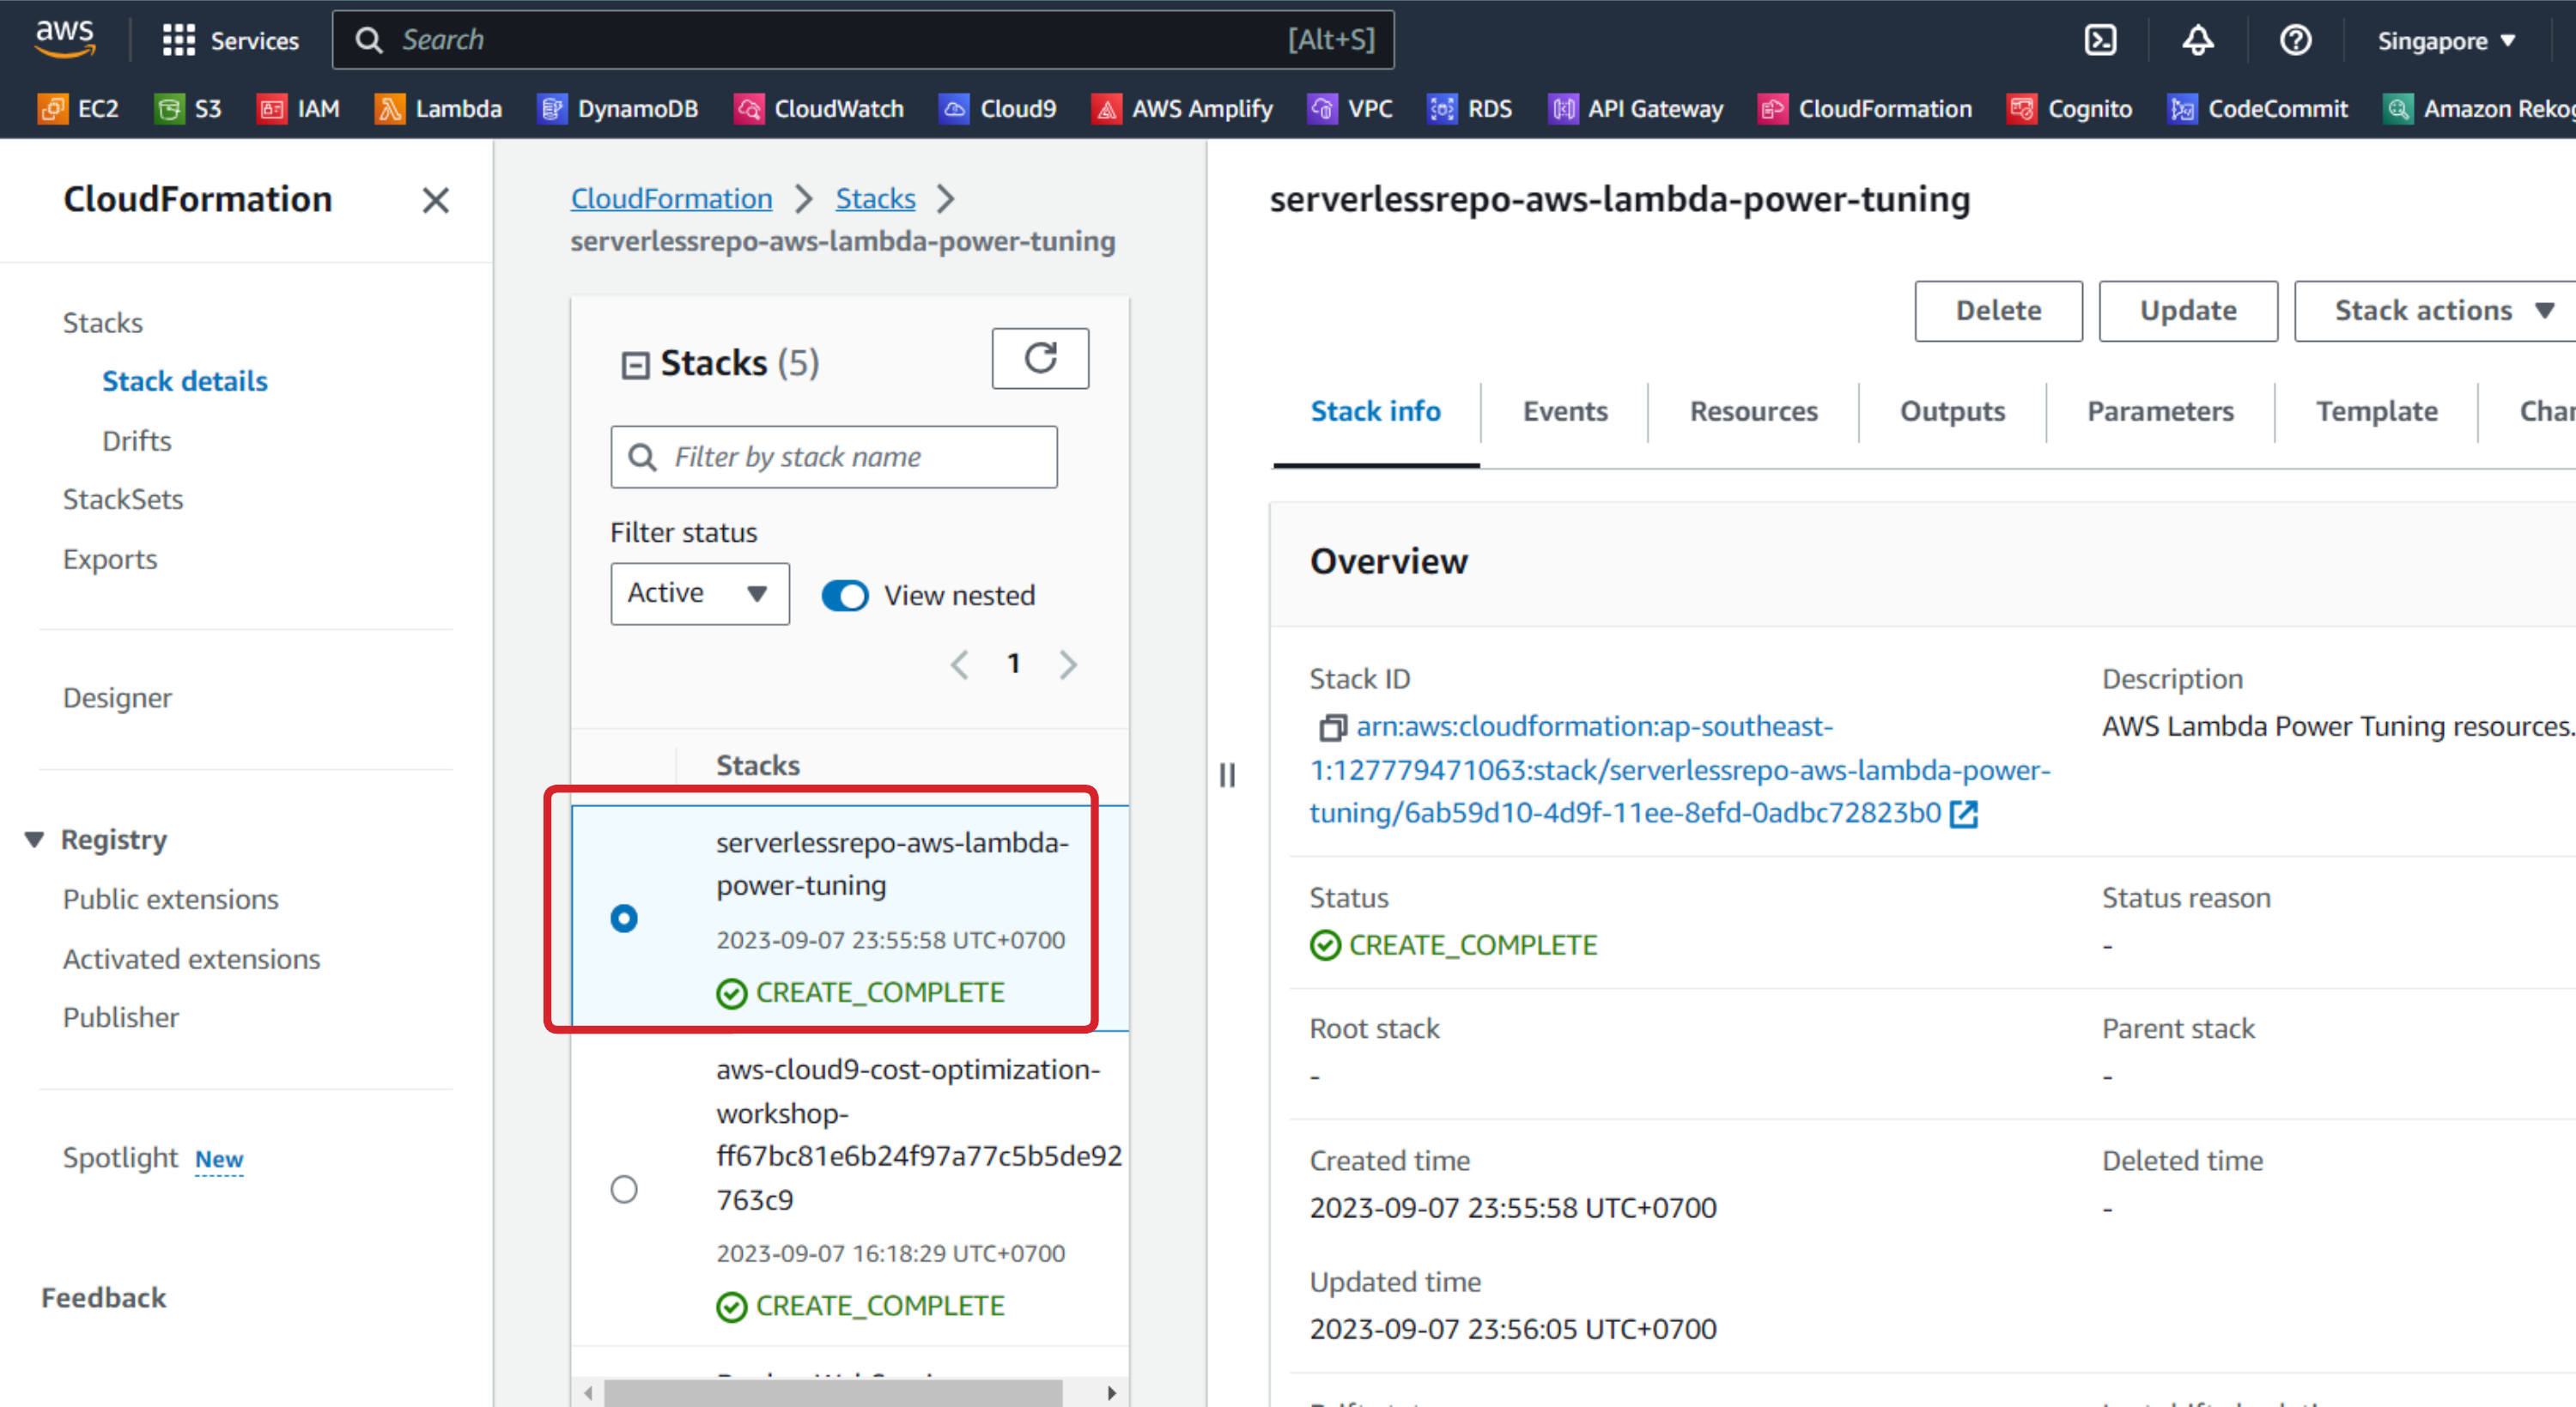 aws
Services
Search
[Alt+S]
Singapore
EC2 S3 IAM Lambda DynamoDB CloudWatch Cloud9 AWS Amplify VPC RDS API Gateway CloudFormation Cognito CodeCommit Amazon
CloudFormation
Stacks
Stack details
Drifts
StackSets
Exports
Designer
Registry
Public extensions
Activated extensions
Publisher
Spotlight New
Feedback
CloudFormation > Stacks >
serverlessrepo-aws-lambda-power-tuning
Stacks (5)
Filter by stack name
Filter status
Active
View nested
1
Stacks
serverlessrepo-aws-lambda-
power-tuning
2023-09-07 23:55:58 UTC+0700
CREATE_COMPLETE
aws-cloud9-cost-optimization-
workshop-
ff67bc81e6b24f97a77c5b5de92
763c9
2023-09-07 16:18:29 UTC+0700
CREATE_COMPLETE
serverlessrepo-aws-lambda-power-tuning
Delete
Update
Stack actions
Stack info
Events
Resources
Outputs
Parameters
Template
Overview
Stack ID
arn:aws:cloudformation:ap-southeast-
1:127779471063:stack/serverlessrepo-aws-lambda-power-
tuning/6ab59d10-4d9f-11ee-8efd-0adbc72823b0
Description
AWS Lambda Power Tuning resources.
Status
CREATE_COMPLETE
Status reason
-
Root stack
-
Parent stack
-
Created time
2023-09-07 23:55:58 UTC+0700
Deleted time
-
Updated time
2023-09-07 23:56:05 UTC+0700